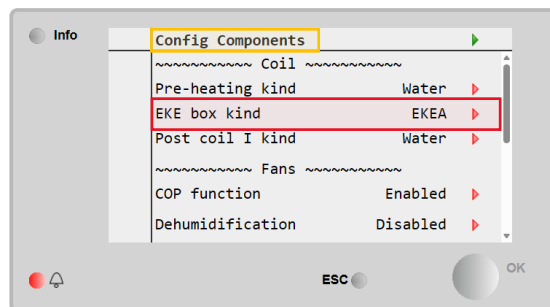 Info
Config Components
~~~~~~~~~~~ Coil ~~~~~~~~~~~
Pre-heating kind Water
EKE box kind EKEA
Post coil I kind Water
~~~~~~~~~~~ Fans ~~~~~~~~~~~
COP function Enabled
Dehumidification Disabled
ESC
OK